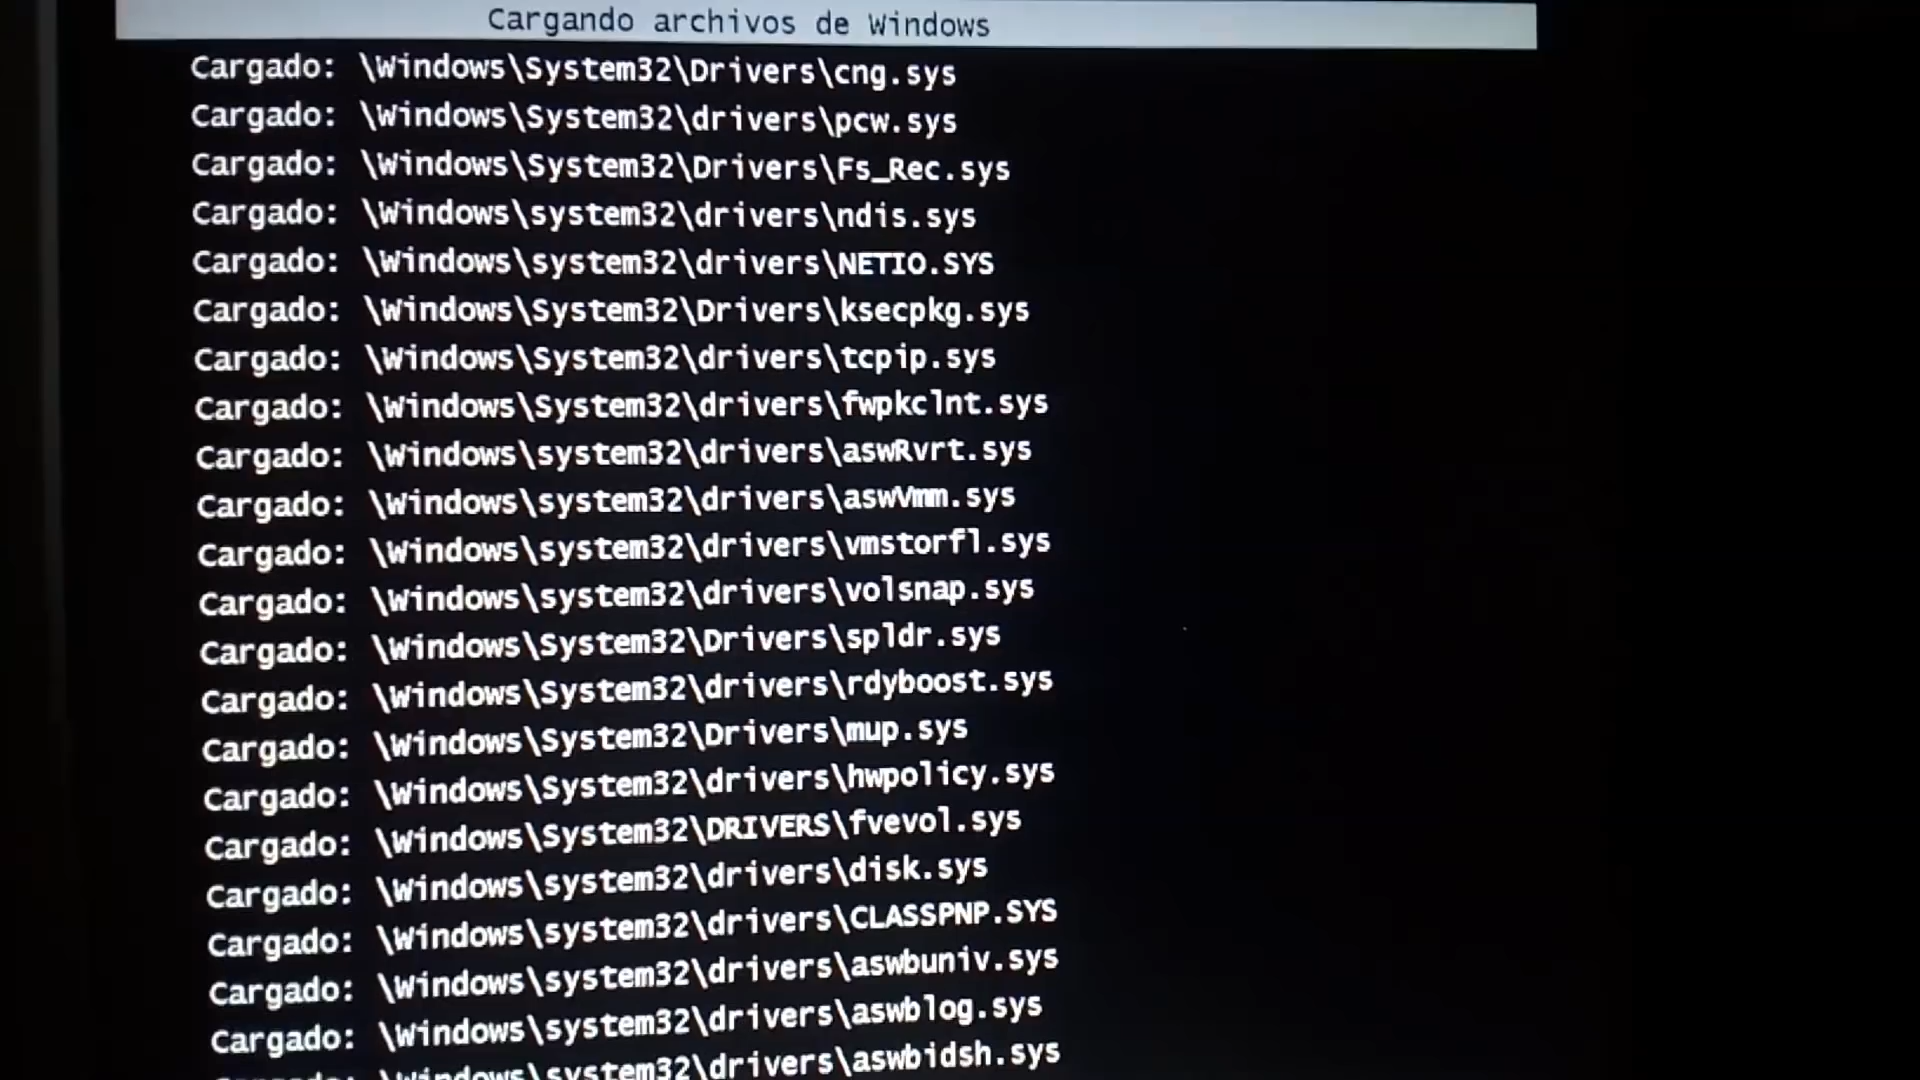 Cargando archivos de Windows
Cargado: \Windows\System32\Drivers\cng.sys
Cargado: \Windows\System32\drivers\pcw.sys
Cargado: \Windows\System32\Drivers\Fs_Rec.sys
Cargado: \Windows\system32\drivers\ndis.sys
Cargado: \Windows\system32\drivers\NETIO.SYS
Cargado: \Windows\System32\Drivers\ksecpkg.sys
Cargado: \Windows\System32\drivers\tcpip.sys
Cargado: \Windows\System32\drivers\fwpkclnt.sys
Cargado: \Windows\system32\drivers\aswRvrt.sys
Cargado: \Windows\system32\drivers\aswVmm.sys
Cargado: \Windows\system32\drivers\vmstorfl.sys
Cargado: \Windows\system32\drivers\volsnap.sys
Cargado: \Windows\System32\Drivers\spldr.sys
Cargado: \Windows\System32\drivers\rdyboost.sys
Cargado: \Windows\System32\Drivers\mup.sys
Cargado: \Windows\System32\drivers\hwpolicy.sys
Cargado: \Windows\System32\DRIVERS\fvevol.sys
Cargado: \Windows\system32\drivers\disk.sys
Cargado: \Windows\system32\drivers\CLASSPNP.SYS
Cargado: \Windows\system32\drivers\aswbuniv.sys
Cargado: \Windows\system32\drivers\aswblog.sys
Cargado: \Windows\system32\drivers\aswbidsh.sys